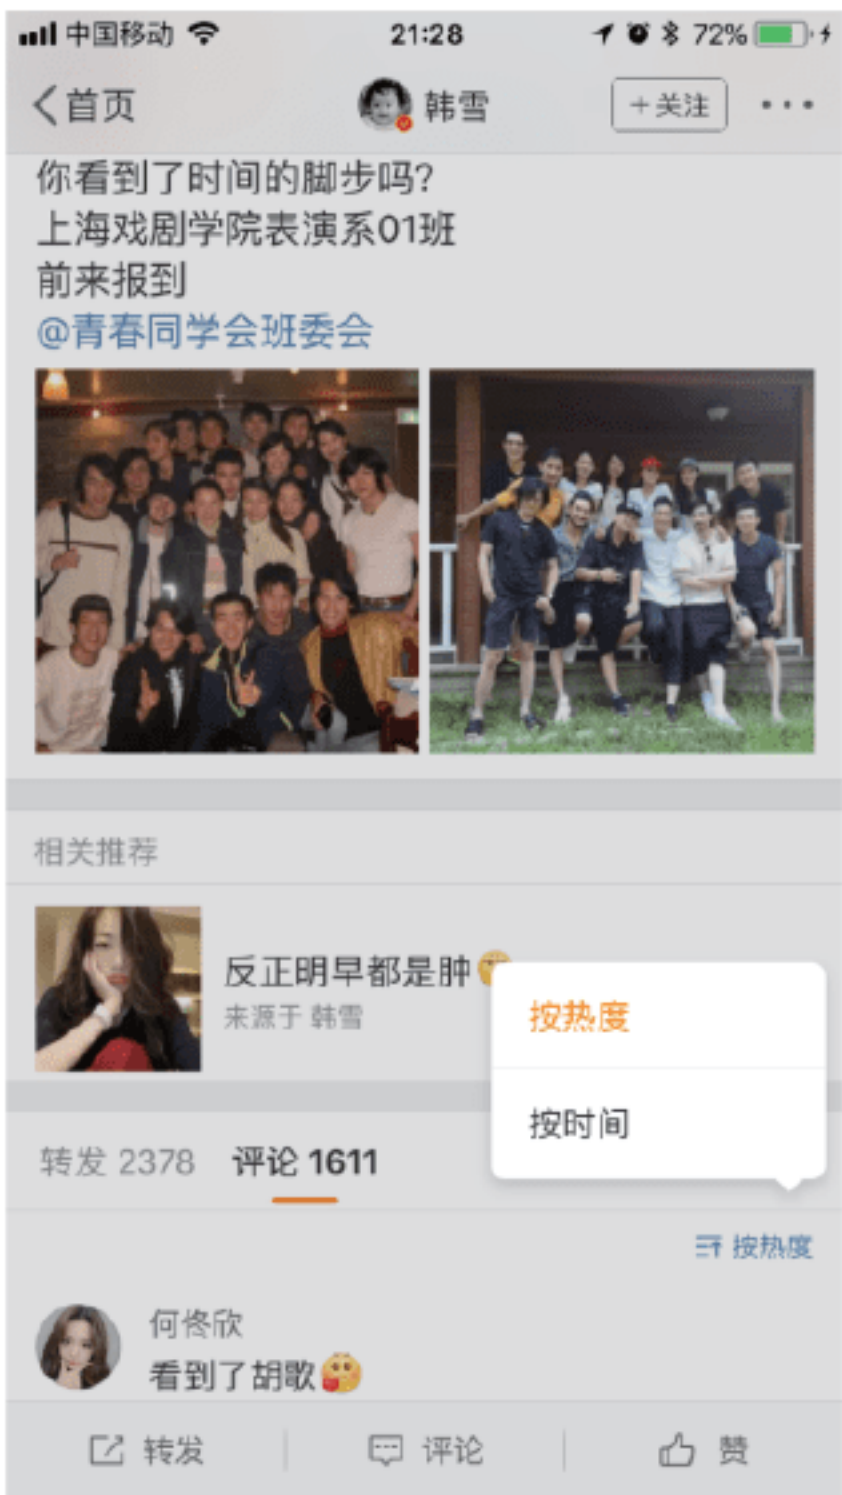 中国移动 21:28 72%
首页 韩雪 +关注
你看到了时间的脚步吗?
上海戏剧学院表演系01班
前来报到
@青春同学会班委会
相关推荐
反正明早都是肿
来源于 韩雪
按热度
按时间
转发 2378 评论 1611
按热度
何佟欣
看到了胡歌
转发 评论 赞